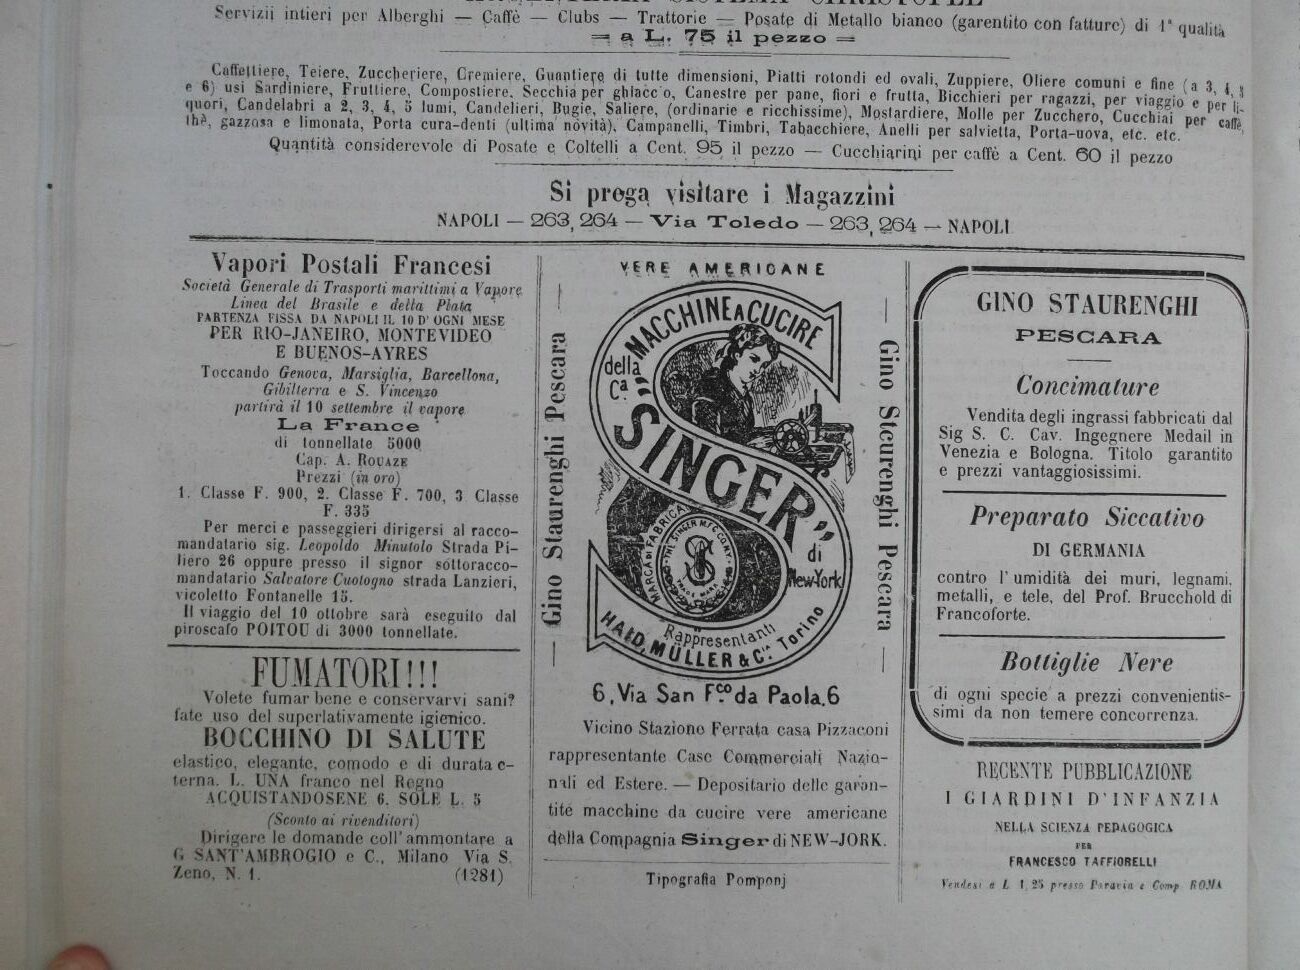 Servizii intieri per Alberghi — Caffè — Clubs — Trattorie — Posate di Metallo bianco (garentito con fatture) di 1ª qualità
= a L. 75 il pezzo =
Caffettiere, Teiere, Zuccheriere, Cremiere, Guantiere di tutte dimensioni, Piatti rotondi ed ovali, Zuppiere, Oliere comuni e fine (a 3, 4, 5
e 6) usi Sardiniere, Fruttiere, Compostiere, Secchia per ghiacc'o, Canestre per pane, fiori e frutta, Bicchieri per ragazzi, per viaggio e per li-
quori, Candelabri a 2, 3, 4, 5 lumi, Candelieri, Bugie, Saliere, (ordinarie e ricchissime), Mostardiere, Molle per Zucchero, Cucchiai per caffè,
thè, gazzosa e limonata, Porta cura-denti (ultima novità), Campanelli, Timbri, Tabacchiere, Anelli per salvietta, Porta-uova, etc. etc.
Quantità considerevole di Posate e Coltelli a Cent. 95 il pezzo — Cucchiarini per caffè a Cent. 60 il pezzo
Si prega visitare i Magazzini
NAPOLI — 263, 264 — Via Toledo — 263, 264 — NAPOLI
Vapori Postali Francesi
Società Generale di Trasporti marittimi a Vapore
Linea del Brasile e della Plata
PARTENZA FISSA DA NAPOLI IL 10 D'OGNI MESE
PER RIO-JANEIRO, MONTEVIDEO
E BUENOS-AYRES
Toccando Genova, Marsiglia, Barcellona,
Gibilterra e S. Vincenzo
partirà il 10 settembre il vapore
La France
di tonnellate 5000
Cap. A. ROUAZE
Prezzi (in oro)
1. Classe F. 900, 2. Classe F. 700, 3 Classe
F. 335
Per merci e passeggieri dirigersi al racco-
mandatario sig. Leopoldo Minutolo Strada Pi-
liero 26 oppure presso il signor sottoracco-
mandatario Salvatore Cuologno strada Lanzieri,
vicoletto Fontanelle 15.
Il viaggio del 10 ottobre sarà eseguito dal
piroscafo POITOU di 3000 tonnellate.
FUMATORI!!!
Volete fumar bene e conservarvi sani?
fate uso del superlativamente igienico.
BOCCHINO DI SALUTE
elastico, elegante, comodo e di durata e-
terna. L. UNA franco nel Regno
ACQUISTANDOSENE 6. SOLE L. 5
(Sconto ai rivenditori)
Dirigere le domande coll'ammontare a
G SANT'AMBROGIO e C., Milano Via S.
Zeno, N. 1. (1281)
VERE AMERICANE
Gino Staurenghi Pescara
MACCHINE A CUCIRE
della Cª
"SINGER"
di
New-York
MARCA DI FABBRICA
THE SINGER MFG CO. N.Y.
TRADE MARK
Rappresentanti
HAID, MÜLLER & Cⁱᵃ Torino
Gino Steurenghi Pescara
6, Via San Fco. da Paola, 6
Vicino Stazione Ferrata casa Pizzaconi
rappresentante Case Commerciali Nazio-
nali ed Estere. — Depositario delle garan-
tite macchine da cucire vere americane
della Compagnia Singer di NEW-JORK.
Tipografia Pomponj
GINO STAURENGHI
PESCARA
Concimature
Vendita degli ingrassi fabbricati dal
Sig S. C. Cav. Ingegnere Medail in
Venezia e Bologna. Titolo garantito
e prezzi vantaggiosissimi.
Preparato Siccativo
DI GERMANIA
contro l'umidità dei muri, legnami,
metalli, e tele, del Prof. Brucchold di
Francoforte.
Bottiglie Nere
di ogni specie a prezzi convenientis-
simi da non temere concorrenza.
RECENTE PUBBLICAZIONE
I GIARDINI D'INFANZIA
NELLA SCIENZA PEDAGOGICA
PER
FRANCESCO TAFFIORELLI
Vendesi a L 1,25 presso Paravia e Comp ROMA